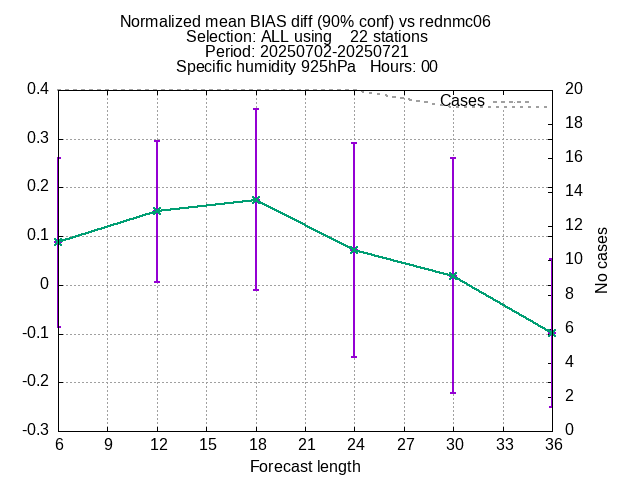 Normalized mean BIAS diff (90% conf) vs rednmc06
Selection: ALL using    22 stations
Period: 20250702-20250721
Specific humidity 925hPa   Hours: 00
0.4
0.3
0.2
0.1
0
-0.1
-0.2
-0.3
Cases
20
18
16
14
12
10
8
6
4
2
0
No cases
6 9 12 15 18 21 24 27 30 33 36
Forecast length